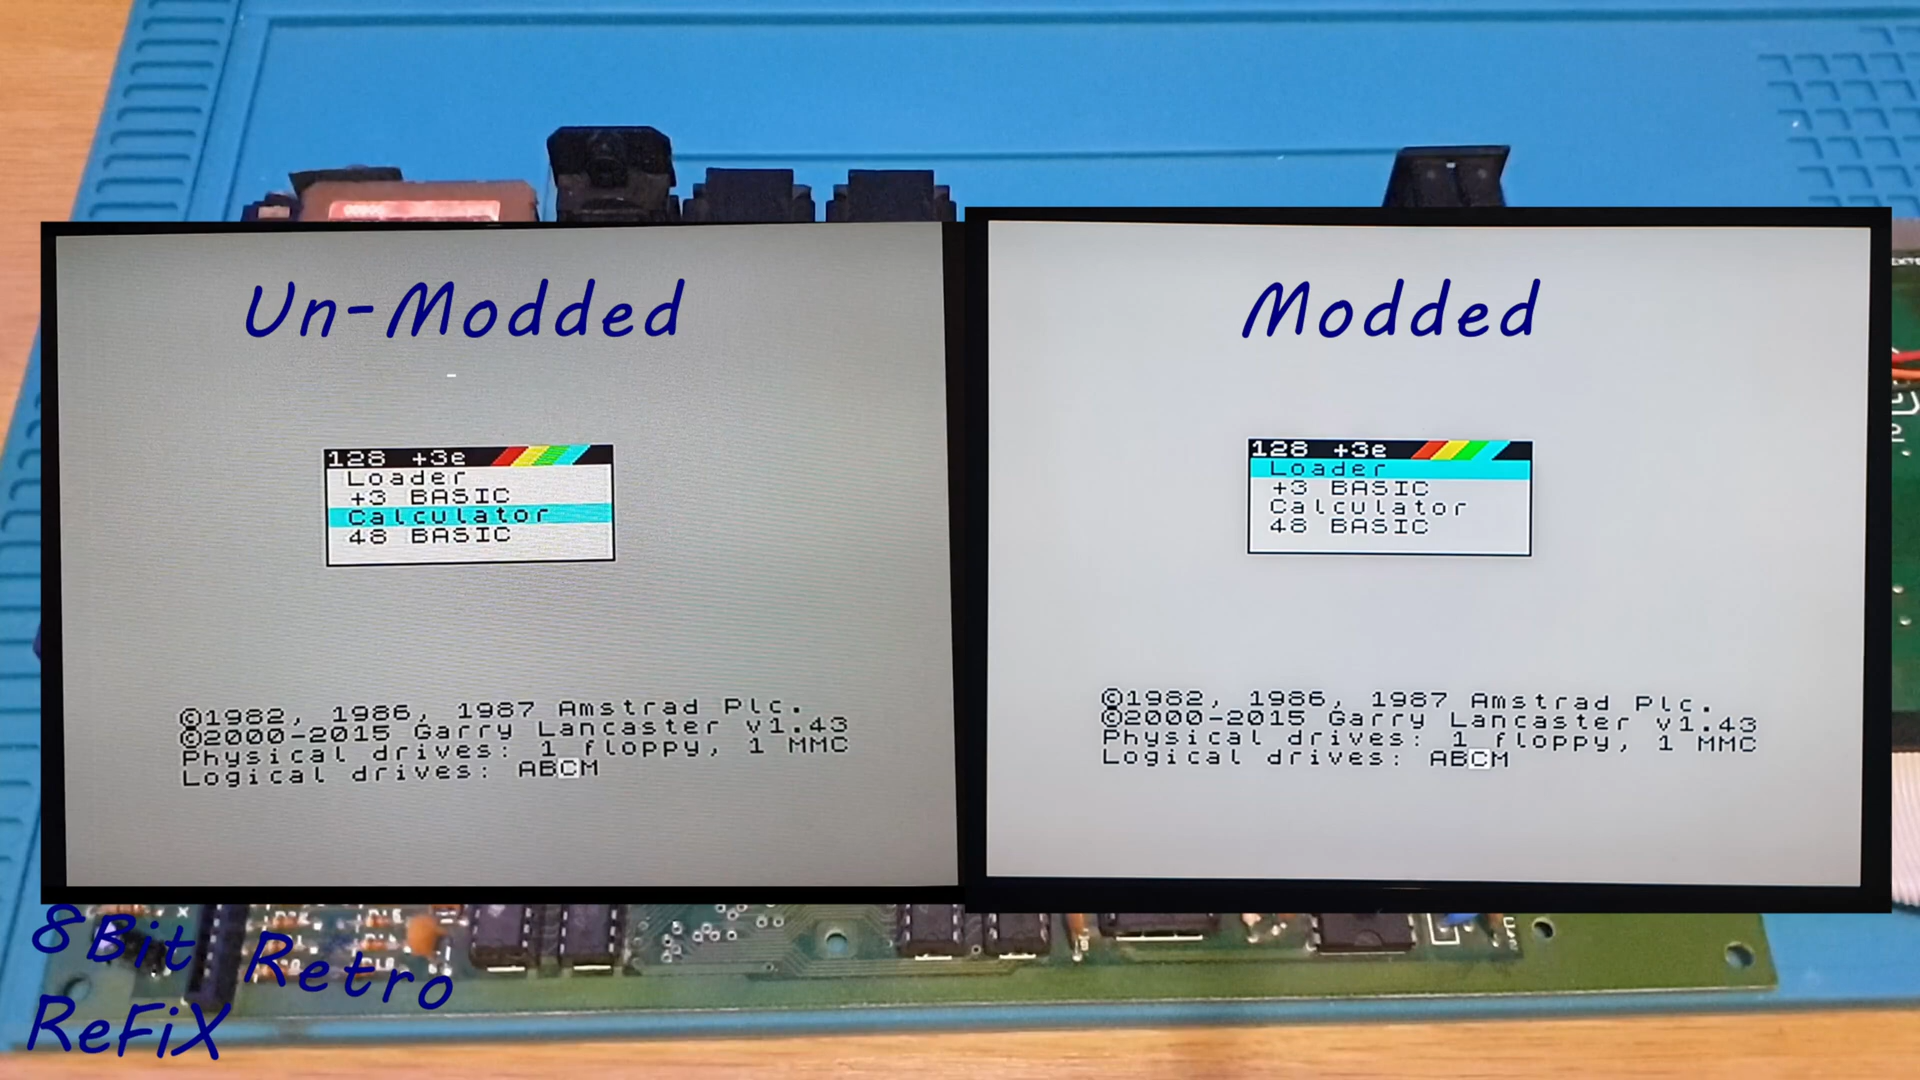 Un-Modded
128 +3e
Loader
+3 BASIC
Calculator
48 BASIC
©1982, 1986, 1987 Amstrad Plc.
©2000-2015 Garry Lancaster v1.43
Physical drives: 1 floppy, 1 MMC
Logical drives: ABCM
Modded
128 +3e
Loader
+3 BASIC
Calculator
48 BASIC
©1982, 1986, 1987 Amstrad Plc.
©2000-2015 Garry Lancaster v1.43
Physical drives: 1 floppy, 1 MMC
Logical drives: ABCM
8Bit Retro
ReFiX